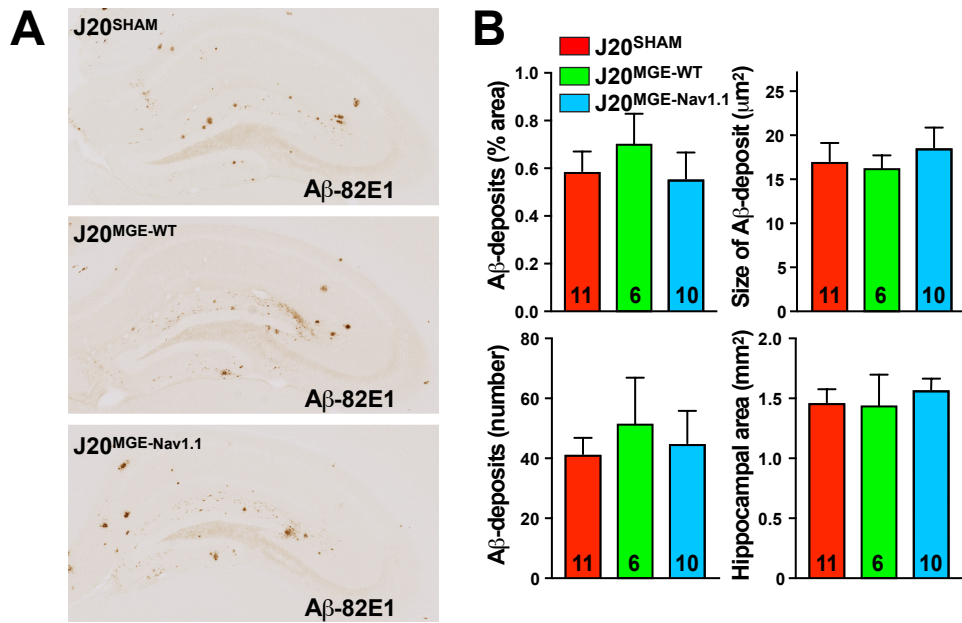 A
J20SHAM
Aβ-82E1
J20MGE-WT
Aβ-82E1
J20MGE-Nav1.1
Aβ-82E1
B
J20SHAM
J20MGE-WT
J20MGE-Nav1.1
Aβ-deposits (% area)
1.0
0.8
0.6
0.4
0.2
0.0
11
6
10
Size of Aβ-deposit (μm²)
25
20
15
10
5
0
11
6
10
Aβ-deposits (number)
80
60
40
20
0
11
6
10
Hippocampal area (mm²)
2.0
1.5
1.0
0.5
0
11
6
10